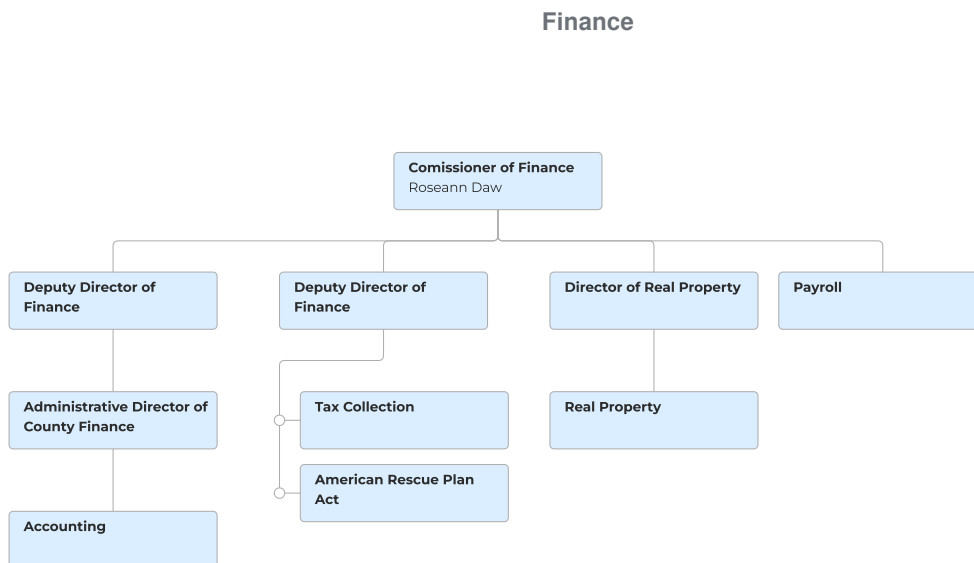 Finance
Comissioner of Finance
Roseann Daw
Deputy Director of
Finance
Deputy Director of
Finance
Director of Real Property
Payroll
Administrative Director of
County Finance
Tax Collection
Real Property
American Rescue Plan
Act
Accounting